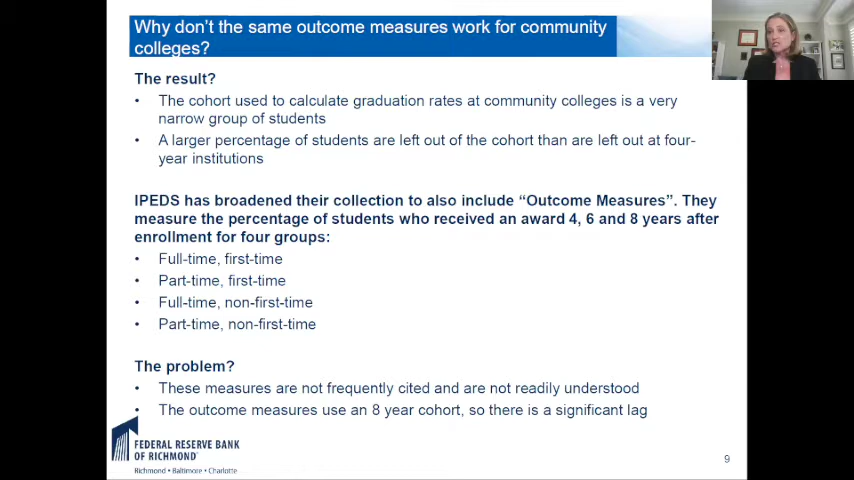 Why don't the same outcome measures work for community
colleges?
The result?
• The cohort used to calculate graduation rates at community colleges is a very
narrow group of students
• A larger percentage of students are left out of the cohort than are left out at four-
year institutions
IPEDS has broadened their collection to also include “Outcome Measures”. They
measure the percentage of students who received an award 4, 6 and 8 years after
enrollment for four groups:
• Full-time, first-time
• Part-time, first-time
• Full-time, non-first-time
• Part-time, non-first-time
The problem?
• These measures are not frequently cited and are not readily understood
• The outcome measures use an 8 year cohort, so there is a significant lag
FEDERAL RESERVE BANK
OF RICHMOND
Richmond • Baltimore • Charlotte
9